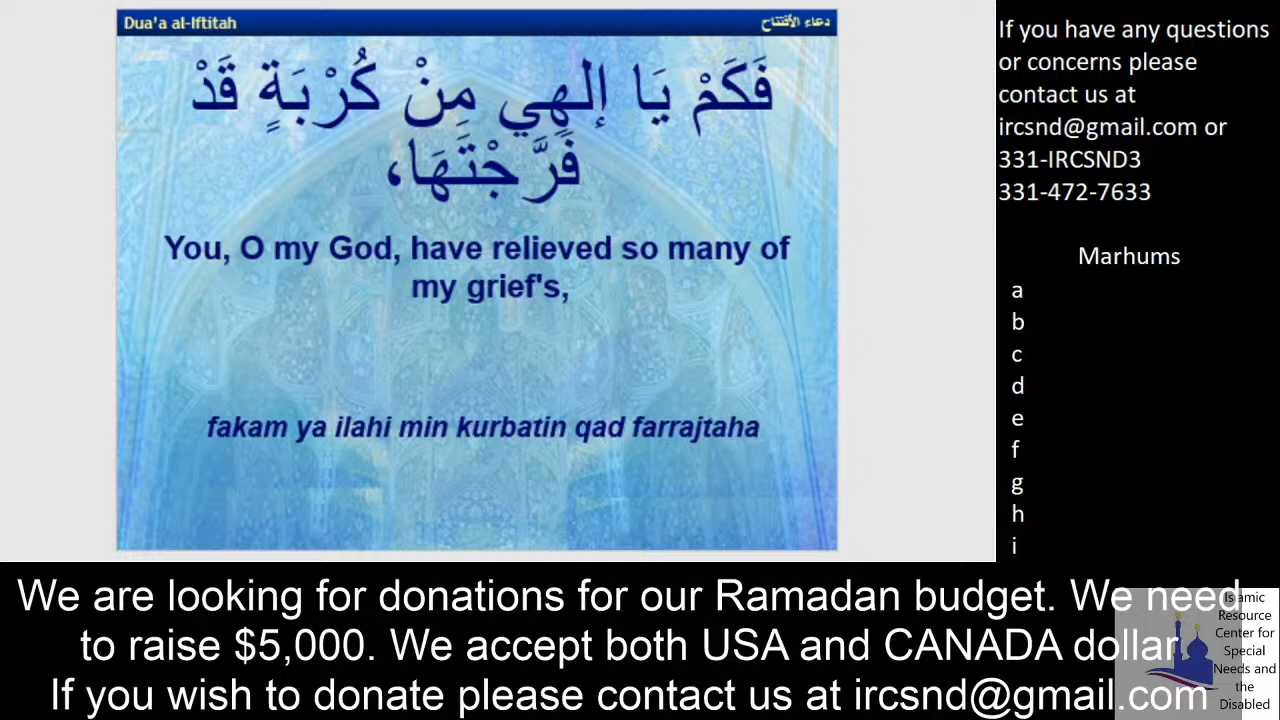 Dua'a al-Iftitah
دعاء الأفتتاح
فَكَمْ يَا إلهِي مِنْ كُرْبَةٍ قَدْ
فَرَّجْتَهَا،
You, O my God, have relieved so many of
my grief's,
fakam ya ilahi min kurbatin qad farrajtaha
If you have any questions
or concerns please
contact us at
ircsnd@gmail.com or
331-IRCSND3
331-472-7633
Marhums
a
b
c
d
e
f
g
h
i
We are looking for donations for our Ramadan budget. We need
to raise $5,000. We accept both USA and CANADA dollar
If you wish to donate please contact us at ircsnd@gmail.com
Islamic
Resource
Center for
Special
Needs and
the
Disabled